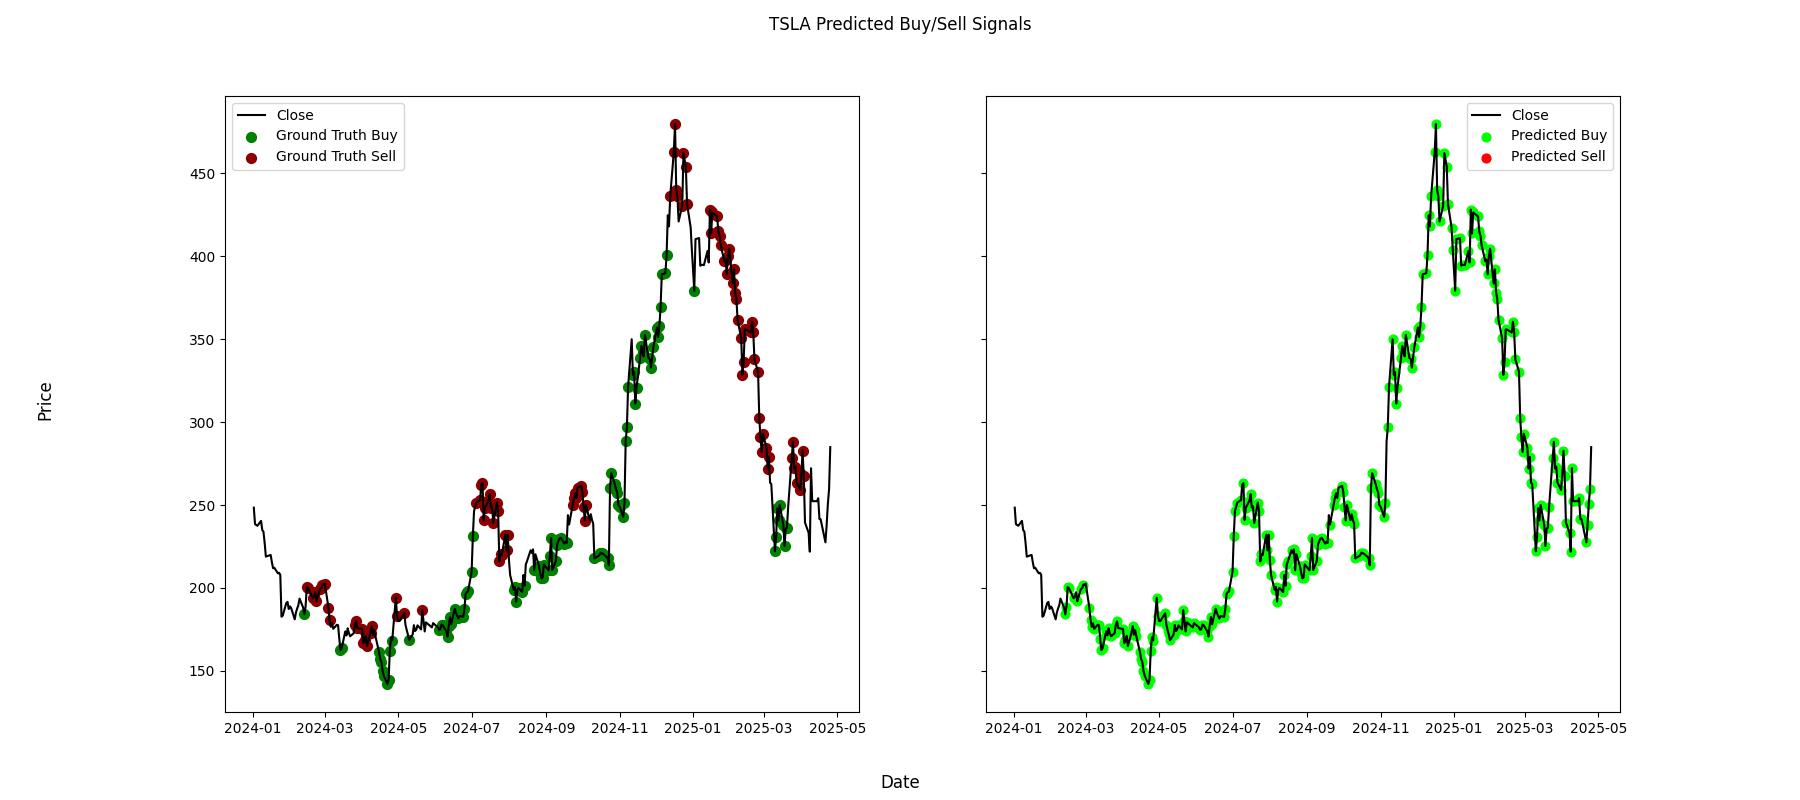 TSLA Predicted Buy/Sell Signals
Close
Ground Truth Buy
Ground Truth Sell
Close
Predicted Buy
Predicted Sell
450
400
350
300
250
200
150
Price
2024-01 2024-03 2024-05 2024-07 2024-09 2024-11 2025-01 2025-03 2025-05
2024-01 2024-03 2024-05 2024-07 2024-09 2024-11 2025-01 2025-03 2025-05
Date